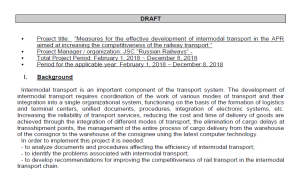 DRAFT
• Project title: "Measures for the effective development of intermodal transport in the APR
aimed at increasing the competitiveness of the railway transport"
• Project Manager / organization: JSC "Russian Railways" -
• Total Project Period: February 1, 2018 – December 8, 2018
• Period for the applicable year: February 1, 2018 – December 8, 2018
I. Background
Intermodal transport is an important component of the transport system. The development of
intermodal transport requires coordination of the work of various modes of transport and their
integration into a single organizational system, functioning on the basis of the formation of logistics
and terminal centers, unified documents, procedures, integration of electronic systems, etc.
Increasing the reliability of transport services, reducing the cost and time of delivery of goods are
achieved through the integration of different modes of transport, the elimination of cargo delays at
transshipment points, the management of the entire process of cargo delivery from the warehouse
of the consignor to the warehouse of the consignee using the latest computer technology.
In order to implement this project it is needed:
- to analyze documents and procedures affecting the efficiency of intermodal transport;
- to identify the problems associated with intermodal transport;
- to develop recommendations for improving the competitiveness of rail transport in the intermodal
transport chain.